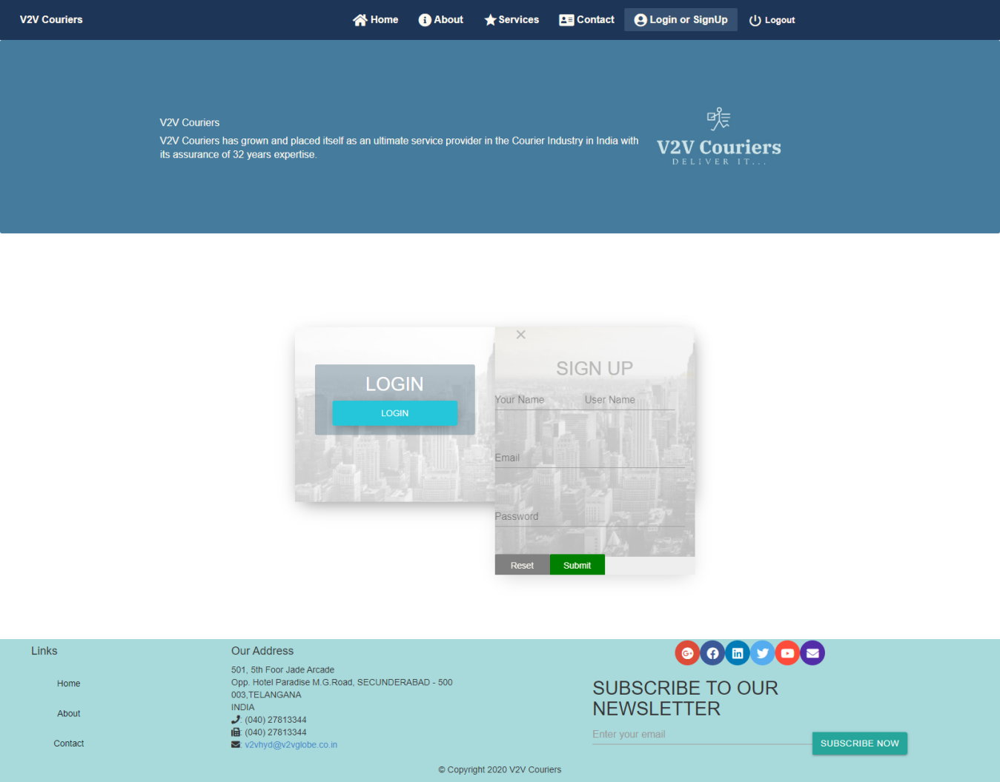 V2V Couriers
Home
About
Services
Contact
Login or SignUp
Logout
V2V Couriers
V2V Couriers has grown and placed itself as an ultimate service provider in the Courier Industry in India with
its assurance of 32 years expertise.
V2V Couriers
DELIVER IT...
LOGIN
LOGIN
SIGN UP
Your Name
User Name
Email
Password
Reset
Submit
Links
Home
About
Contact
Our Address
501, 5th Foor Jade Arcade
Opp. Hotel Paradise M.G.Road, SECUNDERABAD - 500
003,TELANGANA
INDIA
: (040) 27813344
: (040) 27813344
: v2vhyd@v2vglobe.co.in
SUBSCRIBE TO OUR
NEWSLETTER
Enter your email
SUBSCRIBE NOW
© Copyright 2020 V2V Couriers